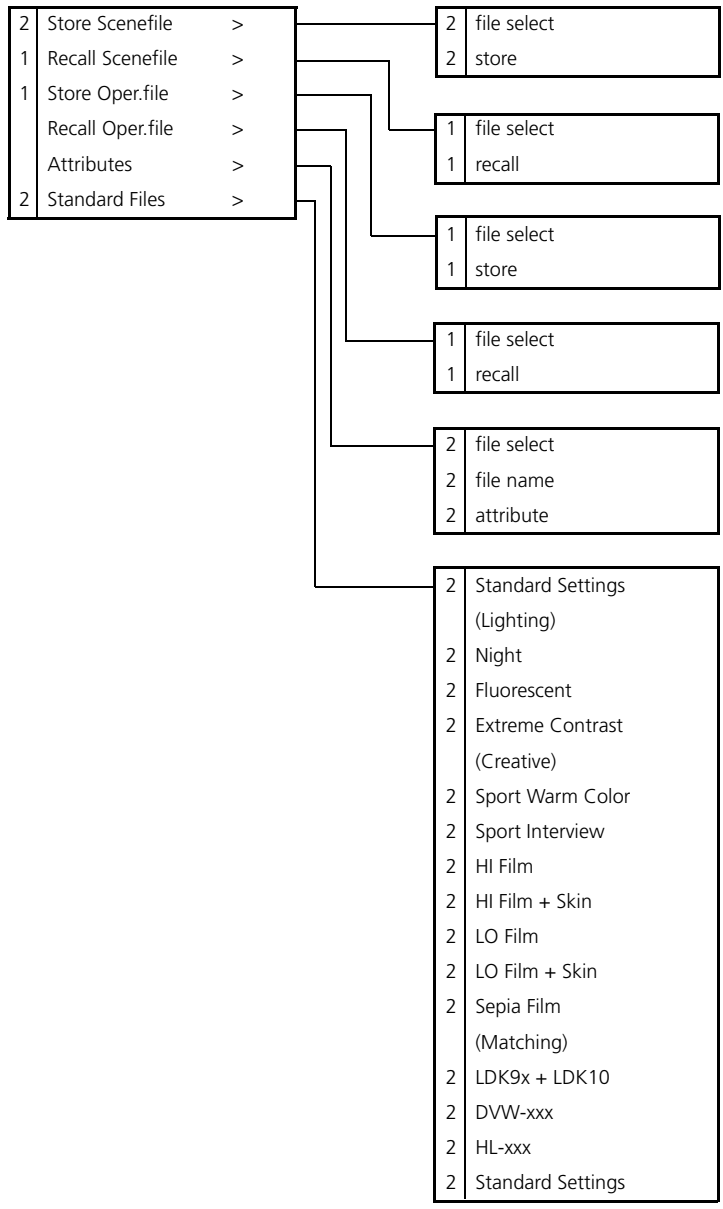 2 Store Scenefile >
1 Recall Scenefile >
1 Store Oper.file >
Recall Oper.file >
Attributes >
2 Standard Files >
2 file select
2 store
1 file select
1 recall
1 file select
1 store
1 file select
1 recall
2 file select
2 file name
2 attribute
2 Standard Settings
(Lighting)
2 Night
2 Fluorescent
2 Extreme Contrast
(Creative)
2 Sport Warm Color
2 Sport Interview
2 HI Film
2 HI Film + Skin
2 LO Film
2 LO Film + Skin
2 Sepia Film
(Matching)
2 LDK9x + LDK10
2 DVW-xxx
2 HL-xxx
2 Standard Settings